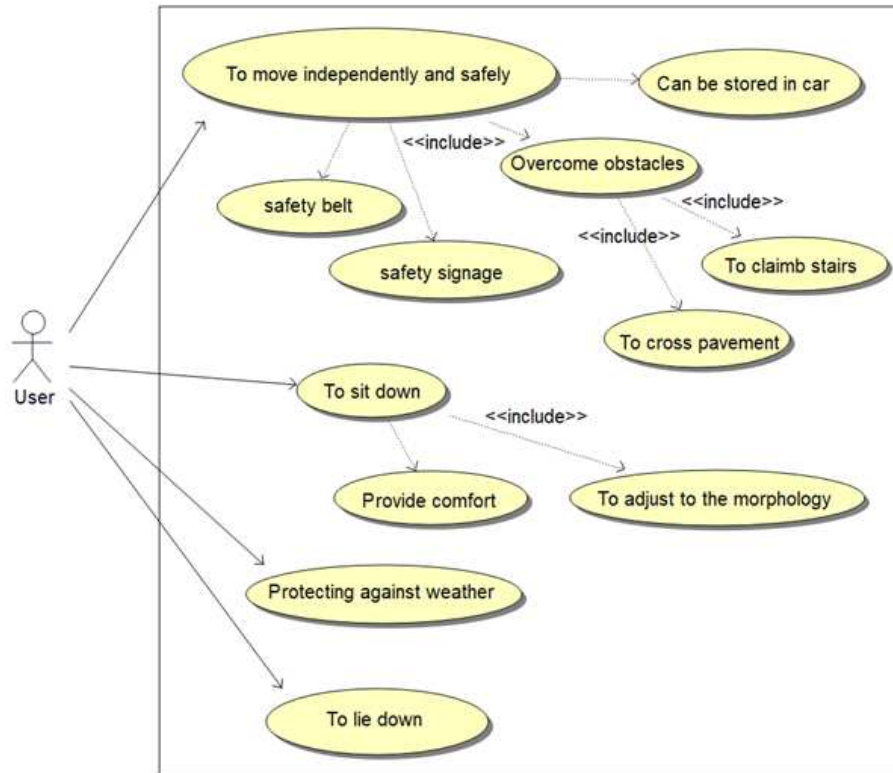 To move independently and safely
Can be stored in car
<<include>>
Overcome obstacles
safety belt
<<include>>
<<include>>
safety signage
To claimb stairs
To cross pavement
User
To sit down
<<include>>
Provide comfort
To adjust to the morphology
Protecting against weather
To lie down